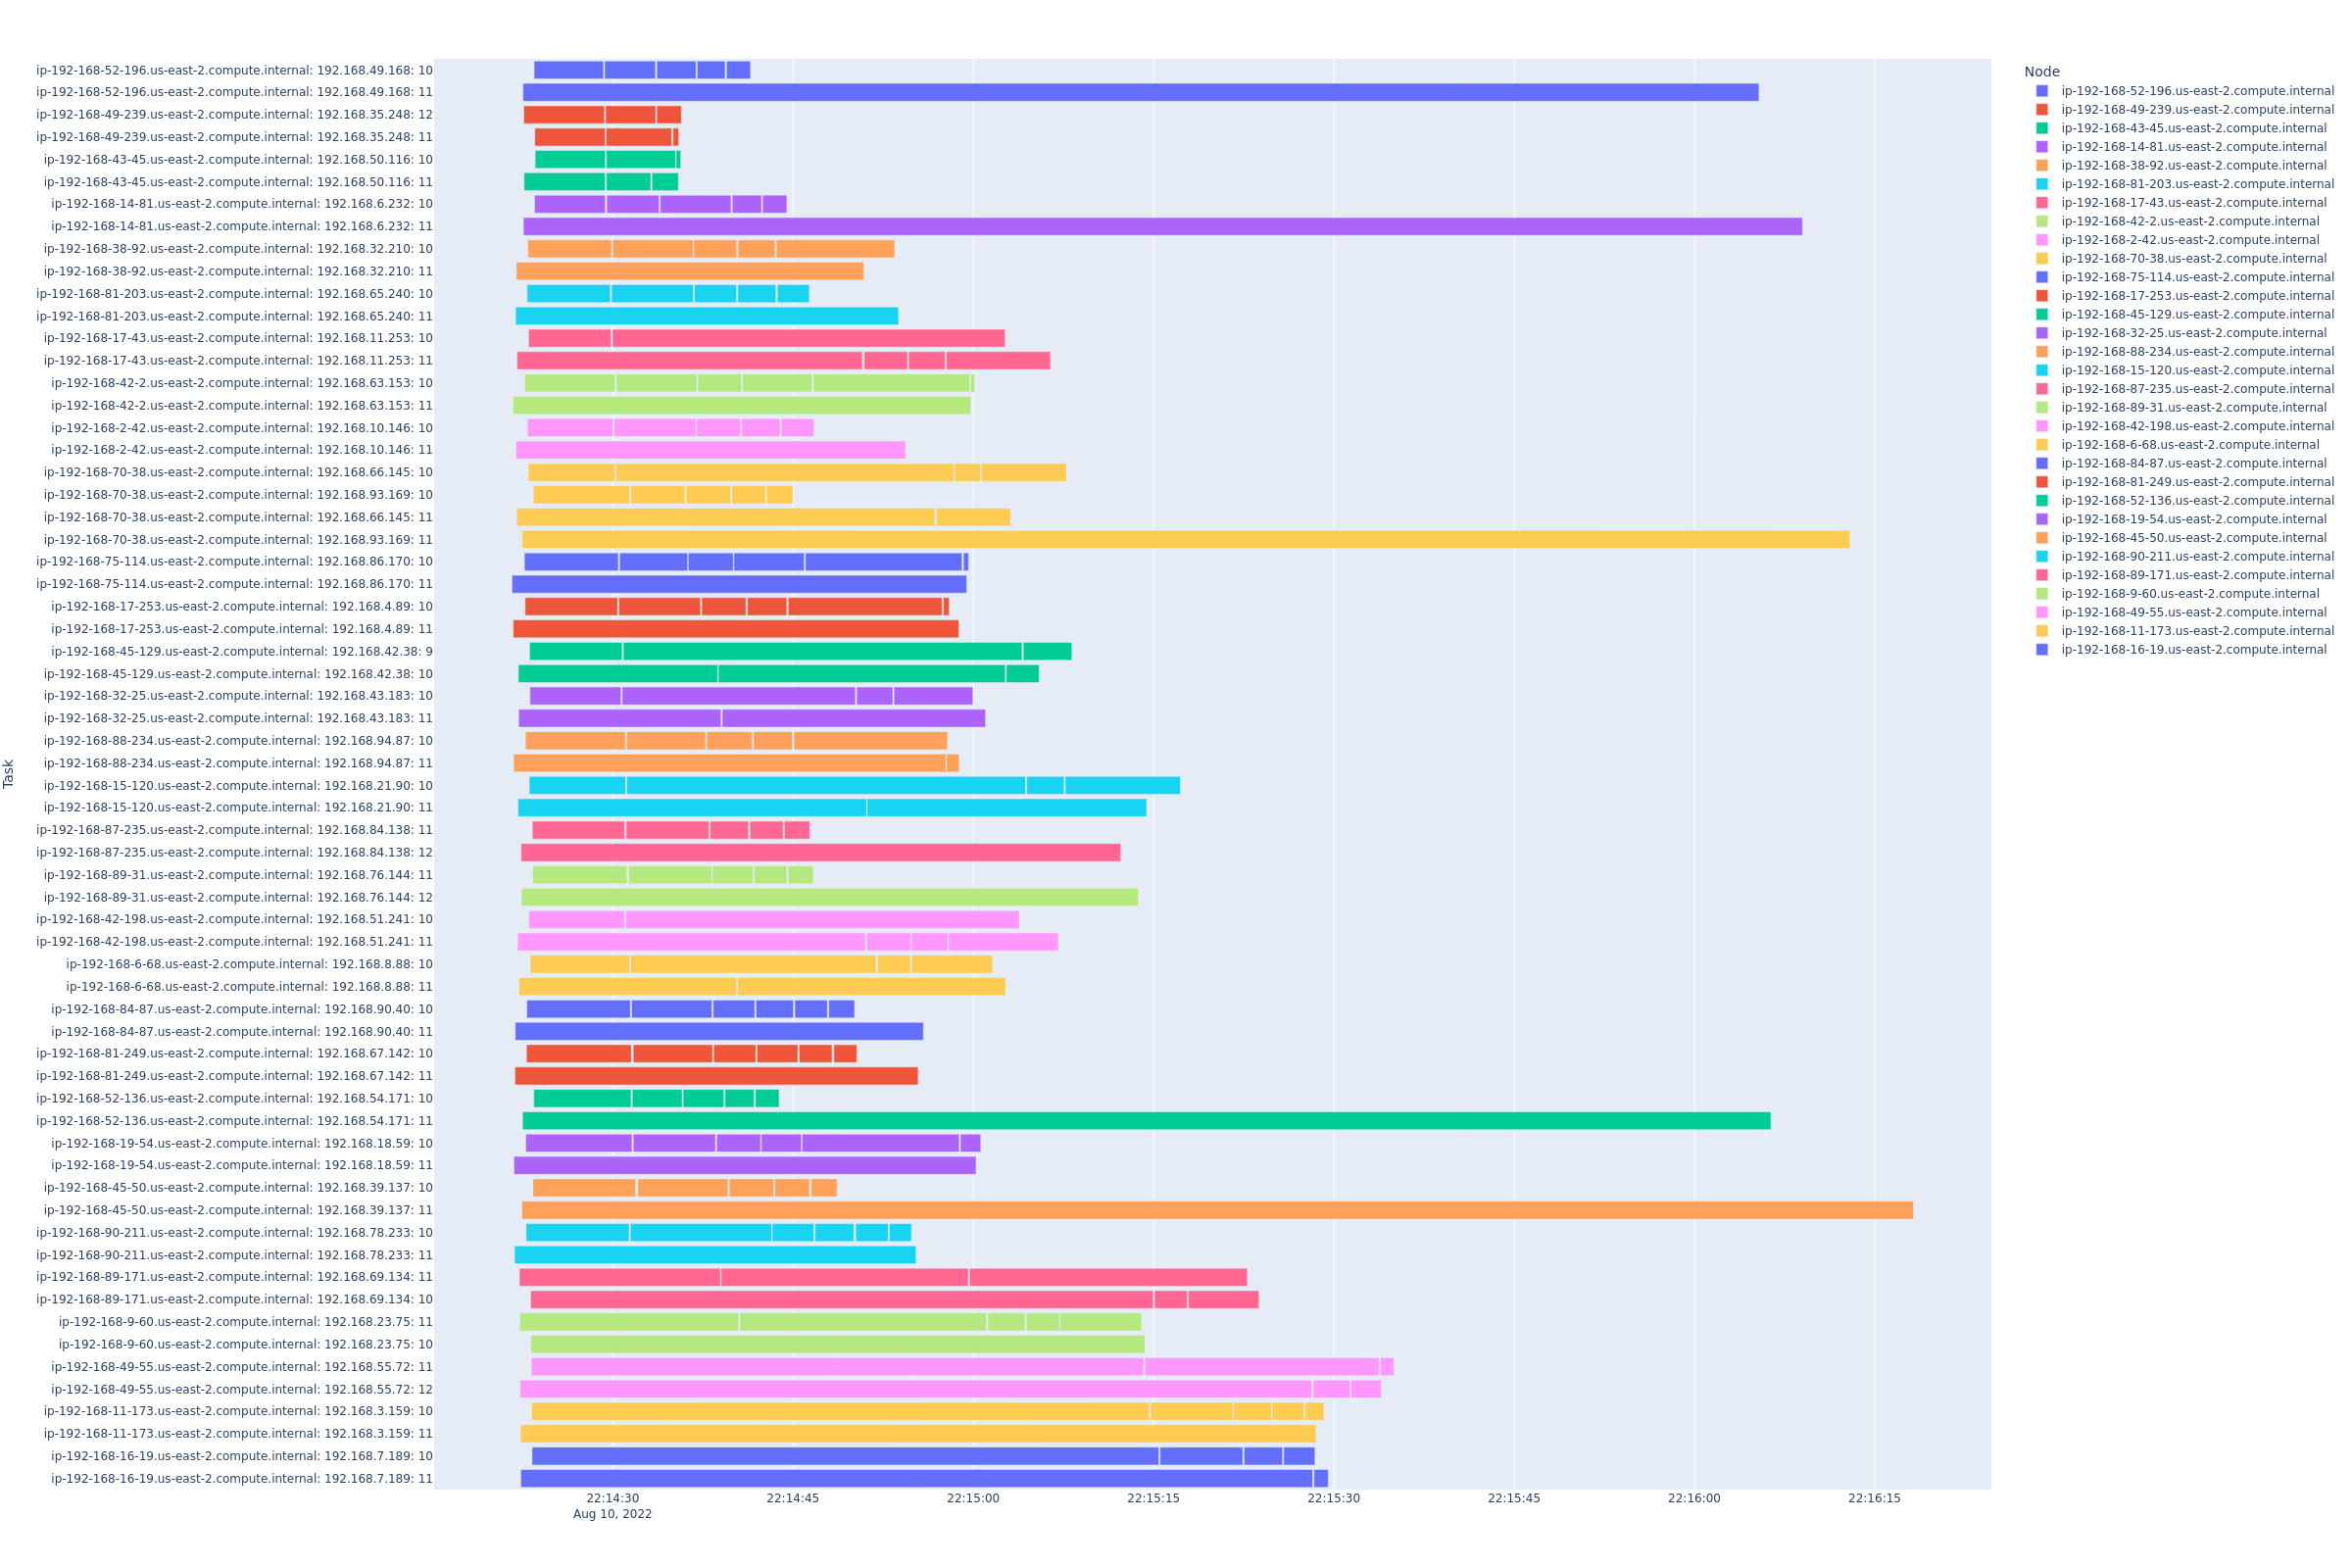 ip-192-168-52-196.us-east-2.compute.internal: 192.168.49.168: 10
ip-192-168-52-196.us-east-2.compute.internal: 192.168.49.168: 11
ip-192-168-49-239.us-east-2.compute.internal: 192.168.35.248: 12
ip-192-168-49-239.us-east-2.compute.internal: 192.168.35.248: 11
ip-192-168-43-45.us-east-2.compute.internal: 192.168.50.116: 10
ip-192-168-43-45.us-east-2.compute.internal: 192.168.50.116: 11
ip-192-168-14-81.us-east-2.compute.internal: 192.168.6.232: 10
ip-192-168-14-81.us-east-2.compute.internal: 192.168.6.232: 11
ip-192-168-38-92.us-east-2.compute.internal: 192.168.32.210: 10
ip-192-168-38-92.us-east-2.compute.internal: 192.168.32.210: 11
ip-192-168-81-203.us-east-2.compute.internal: 192.168.65.240: 10
ip-192-168-81-203.us-east-2.compute.internal: 192.168.65.240: 11
ip-192-168-17-43.us-east-2.compute.internal: 192.168.11.253: 10
ip-192-168-17-43.us-east-2.compute.internal: 192.168.11.253: 11
ip-192-168-42-2.us-east-2.compute.internal: 192.168.63.153: 10
ip-192-168-42-2.us-east-2.compute.internal: 192.168.63.153: 11
ip-192-168-2-42.us-east-2.compute.internal: 192.168.10.146: 10
ip-192-168-2-42.us-east-2.compute.internal: 192.168.10.146: 11
ip-192-168-70-38.us-east-2.compute.internal: 192.168.66.145: 10
ip-192-168-70-38.us-east-2.compute.internal: 192.168.93.169: 10
ip-192-168-70-38.us-east-2.compute.internal: 192.168.66.145: 11
ip-192-168-70-38.us-east-2.compute.internal: 192.168.93.169: 11
ip-192-168-75-114.us-east-2.compute.internal: 192.168.86.170: 10
ip-192-168-75-114.us-east-2.compute.internal: 192.168.86.170: 11
ip-192-168-17-253.us-east-2.compute.internal: 192.168.4.89: 10
ip-192-168-17-253.us-east-2.compute.internal: 192.168.4.89: 11
ip-192-168-45-129.us-east-2.compute.internal: 192.168.42.38: 9
ip-192-168-45-129.us-east-2.compute.internal: 192.168.42.38: 10
ip-192-168-32-25.us-east-2.compute.internal: 192.168.43.183: 10
ip-192-168-32-25.us-east-2.compute.internal: 192.168.43.183: 11
ip-192-168-88-234.us-east-2.compute.internal: 192.168.94.87: 10
ip-192-168-88-234.us-east-2.compute.internal: 192.168.94.87: 11
ip-192-168-15-120.us-east-2.compute.internal: 192.168.21.90: 10
ip-192-168-15-120.us-east-2.compute.internal: 192.168.21.90: 11
ip-192-168-87-235.us-east-2.compute.internal: 192.168.84.138: 11
ip-192-168-87-235.us-east-2.compute.internal: 192.168.84.138: 12
ip-192-168-89-31.us-east-2.compute.internal: 192.168.76.144: 11
ip-192-168-89-31.us-east-2.compute.internal: 192.168.76.144: 12
ip-192-168-42-198.us-east-2.compute.internal: 192.168.51.241: 10
ip-192-168-42-198.us-east-2.compute.internal: 192.168.51.241: 11
ip-192-168-6-68.us-east-2.compute.internal: 192.168.8.88: 10
ip-192-168-6-68.us-east-2.compute.internal: 192.168.8.88: 11
ip-192-168-84-87.us-east-2.compute.internal: 192.168.90.40: 10
ip-192-168-84-87.us-east-2.compute.internal: 192.168.90.40: 11
ip-192-168-81-249.us-east-2.compute.internal: 192.168.67.142: 10
ip-192-168-81-249.us-east-2.compute.internal: 192.168.67.142: 11
ip-192-168-52-136.us-east-2.compute.internal: 192.168.54.171: 10
ip-192-168-52-136.us-east-2.compute.internal: 192.168.54.171: 11
ip-192-168-19-54.us-east-2.compute.internal: 192.168.18.59: 10
ip-192-168-19-54.us-east-2.compute.internal: 192.168.18.59: 11
ip-192-168-45-50.us-east-2.compute.internal: 192.168.39.137: 10
ip-192-168-45-50.us-east-2.compute.internal: 192.168.39.137: 11
ip-192-168-90-211.us-east-2.compute.internal: 192.168.78.233: 10
ip-192-168-90-211.us-east-2.compute.internal: 192.168.78.233: 11
ip-192-168-89-171.us-east-2.compute.internal: 192.168.69.134: 11
ip-192-168-89-171.us-east-2.compute.internal: 192.168.69.134: 10
ip-192-168-9-60.us-east-2.compute.internal: 192.168.23.75: 11
ip-192-168-9-60.us-east-2.compute.internal: 192.168.23.75: 10
ip-192-168-49-55.us-east-2.compute.internal: 192.168.55.72: 11
ip-192-168-49-55.us-east-2.compute.internal: 192.168.55.72: 12
ip-192-168-11-173.us-east-2.compute.internal: 192.168.3.159: 10
ip-192-168-11-173.us-east-2.compute.internal: 192.168.3.159: 11
ip-192-168-16-19.us-east-2.compute.internal: 192.168.7.189: 10
ip-192-168-16-19.us-east-2.compute.internal: 192.168.7.189: 11
Task
22:14:30
Aug 10, 2022
22:14:45
22:15:00
22:15:15
22:15:30
22:15:45
22:16:00
22:16:15
Node
ip-192-168-52-196.us-east-2.compute.internal
ip-192-168-49-239.us-east-2.compute.internal
ip-192-168-43-45.us-east-2.compute.internal
ip-192-168-14-81.us-east-2.compute.internal
ip-192-168-38-92.us-east-2.compute.internal
ip-192-168-81-203.us-east-2.compute.internal
ip-192-168-17-43.us-east-2.compute.internal
ip-192-168-42-2.us-east-2.compute.internal
ip-192-168-2-42.us-east-2.compute.internal
ip-192-168-70-38.us-east-2.compute.internal
ip-192-168-75-114.us-east-2.compute.internal
ip-192-168-17-253.us-east-2.compute.internal
ip-192-168-45-129.us-east-2.compute.internal
ip-192-168-32-25.us-east-2.compute.internal
ip-192-168-88-234.us-east-2.compute.internal
ip-192-168-15-120.us-east-2.compute.internal
ip-192-168-87-235.us-east-2.compute.internal
ip-192-168-89-31.us-east-2.compute.internal
ip-192-168-42-198.us-east-2.compute.internal
ip-192-168-6-68.us-east-2.compute.internal
ip-192-168-84-87.us-east-2.compute.internal
ip-192-168-81-249.us-east-2.compute.internal
ip-192-168-52-136.us-east-2.compute.internal
ip-192-168-19-54.us-east-2.compute.internal
ip-192-168-45-50.us-east-2.compute.internal
ip-192-168-90-211.us-east-2.compute.internal
ip-192-168-89-171.us-east-2.compute.internal
ip-192-168-9-60.us-east-2.compute.internal
ip-192-168-49-55.us-east-2.compute.internal
ip-192-168-11-173.us-east-2.compute.internal
ip-192-168-16-19.us-east-2.compute.internal